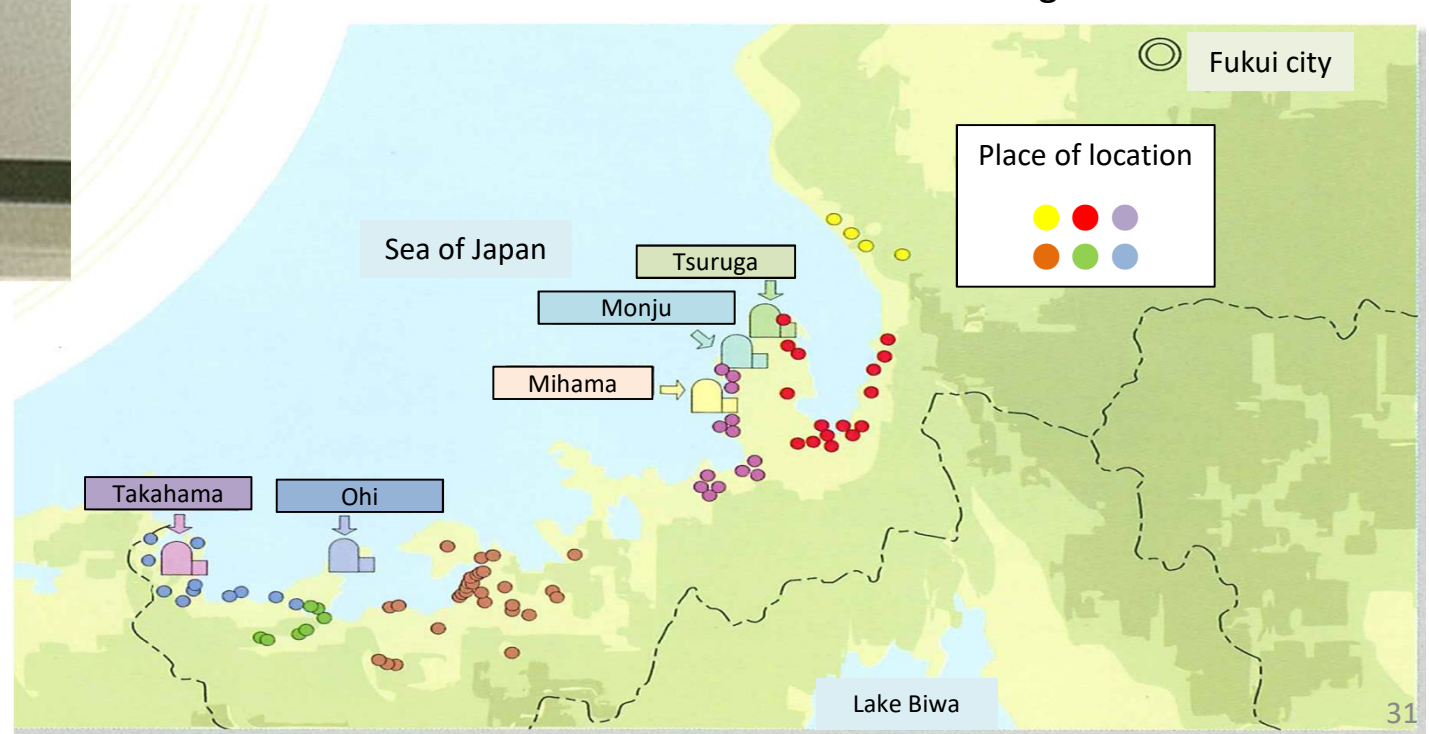 Fukui city
Place of location
Sea of Japan
Tsuruga
Monju
Mihama
Takahama
Ohi
Lake Biwa
31